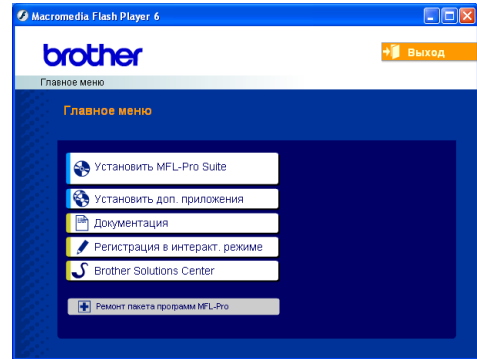 Macromedia Flash Player 6
brother
Выход
Главное меню
Главное меню
Установить MFL-Pro Suite
Установить доп. приложения
Документация
Регистрация в интеракт. режиме
Brother Solutions Center
Ремонт пакета программ MFL-Pro